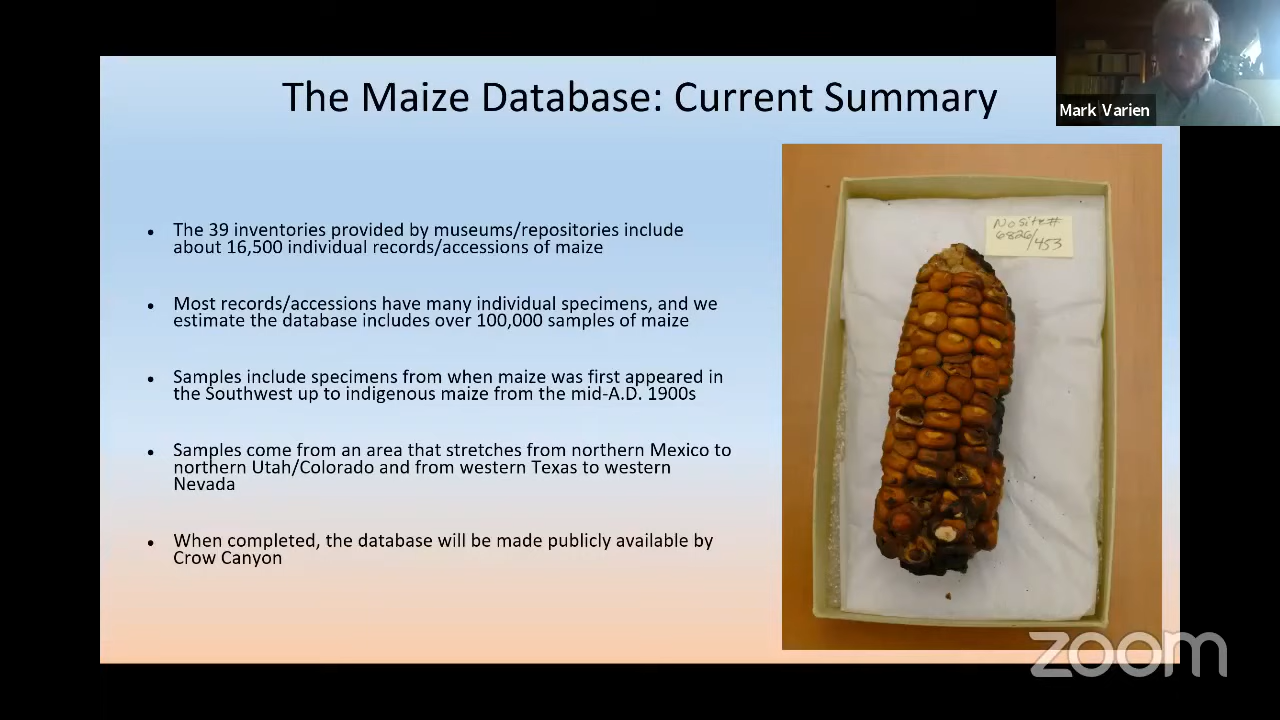 The Maize Database: Current Summary
Mark Varien
• The 39 inventories provided by museums/repositories include
about 16,500 individual records/accessions of maize
• Most records/accessions have many individual specimens, and we
estimate the database includes over 100,000 samples of maize
• Samples include specimens from when maize was first appeared in
the Southwest up to indigenous maize from the mid-A.D. 1900s
• Samples come from an area that stretches from northern Mexico to
northern Utah/Colorado and from western Texas to western
Nevada
• When completed, the database will be made publicly available by
Crow Canyon
No Site#
6826/453
zoom